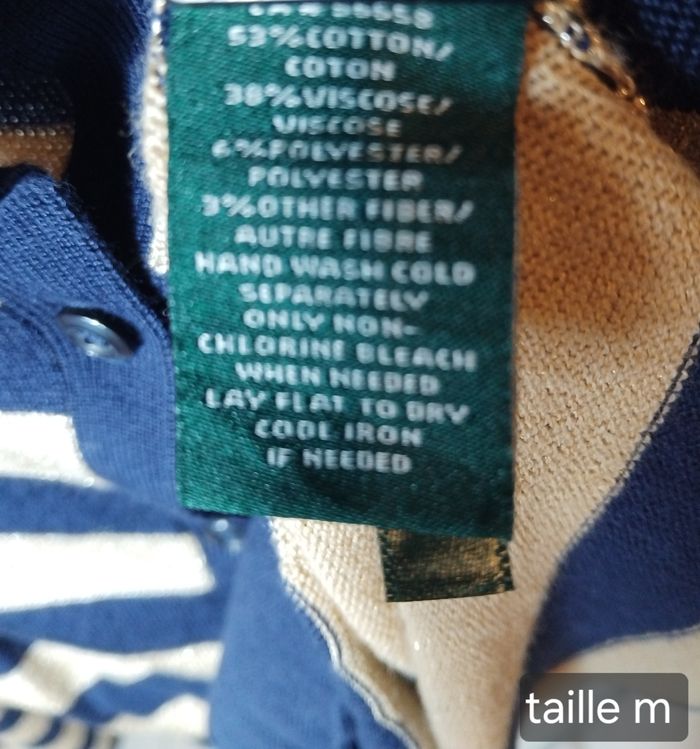 53%COTTON/
COTON
38%VISCOSE/
VISCOSE
6%POLYESTER/
POLYESTER
3%OTHER FIBER/
AUTRE FIBRE
HAND WASH COLD
SEPARATELY
ONLY NON-
CHLORINE BLEACH
WHEN NEEDED
LAY FLAT TO DRY
COOL IRON
IF NEEDED
taille m